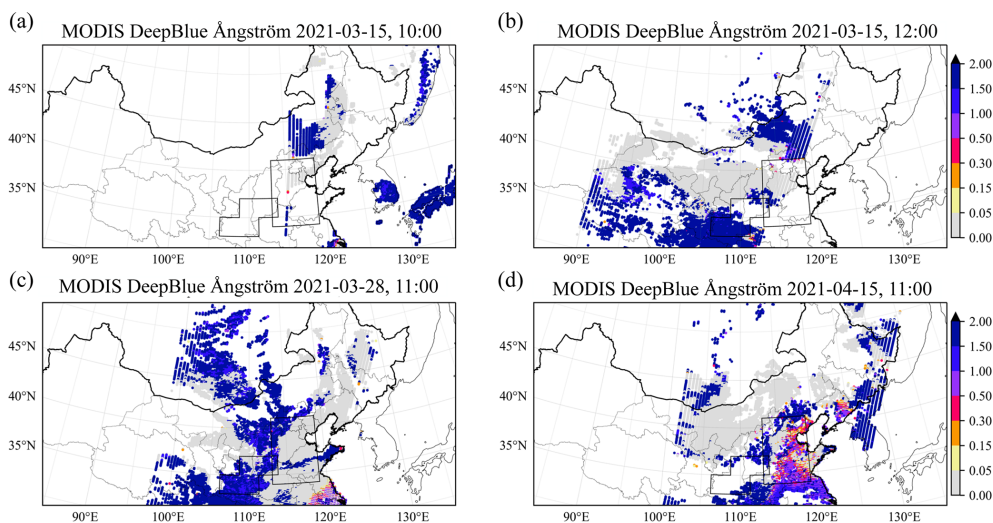 (a)
MODIS DeepBlue Ångström 2021-03-15, 10:00
45°N
40°N
35°N
90°E 100°E 110°E 120°E 130°E
(b)
MODIS DeepBlue Ångström 2021-03-15, 12:00
45°N
40°N
35°N
90°E 100°E 110°E 120°E 130°E
2.00
1.50
1.00
0.50
0.30
0.15
0.05
0.00
(c)
MODIS DeepBlue Ångström 2021-03-28, 11:00
45°N
40°N
35°N
90°E 100°E 110°E 120°E 130°E
(d)
MODIS DeepBlue Ångström 2021-04-15, 11:00
45°N
40°N
35°N
90°E 100°E 110°E 120°E 130°E
2.00
1.50
1.00
0.50
0.30
0.15
0.05
0.00